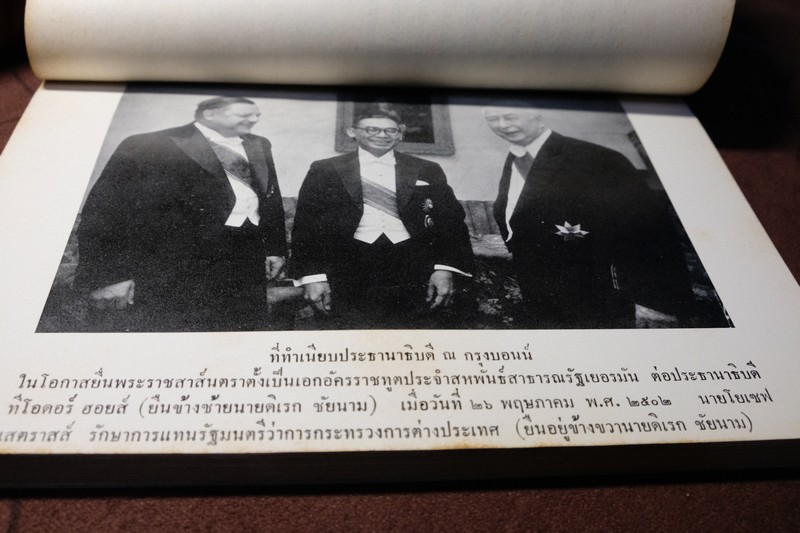 ที่ทำเนียบประธานาธิบดี ณ กรุงบอนน์
ในโอกาสยื่นพระราชสาส์นตราตั้งเป็นเอกอัครราชทูตประจำสหพันธ์สาธารณรัฐเยอรมัน ต่อประธานาธิบดี
ทีโอดอร์ ฮอยส์ (ยืนข้างซ้ายนายดิเรก ชัยนาม) เมื่อวันที่ ๒๖ พฤษภาคม พ.ศ. ๒๕๐๒ นายโยเซฟ
เสตราสส์ รักษาการแทนรัฐมนตรีว่าการกระทรวงการต่างประเทศ (ยืนอยู่ข้างขวานายดิเรก ชัยนาม)